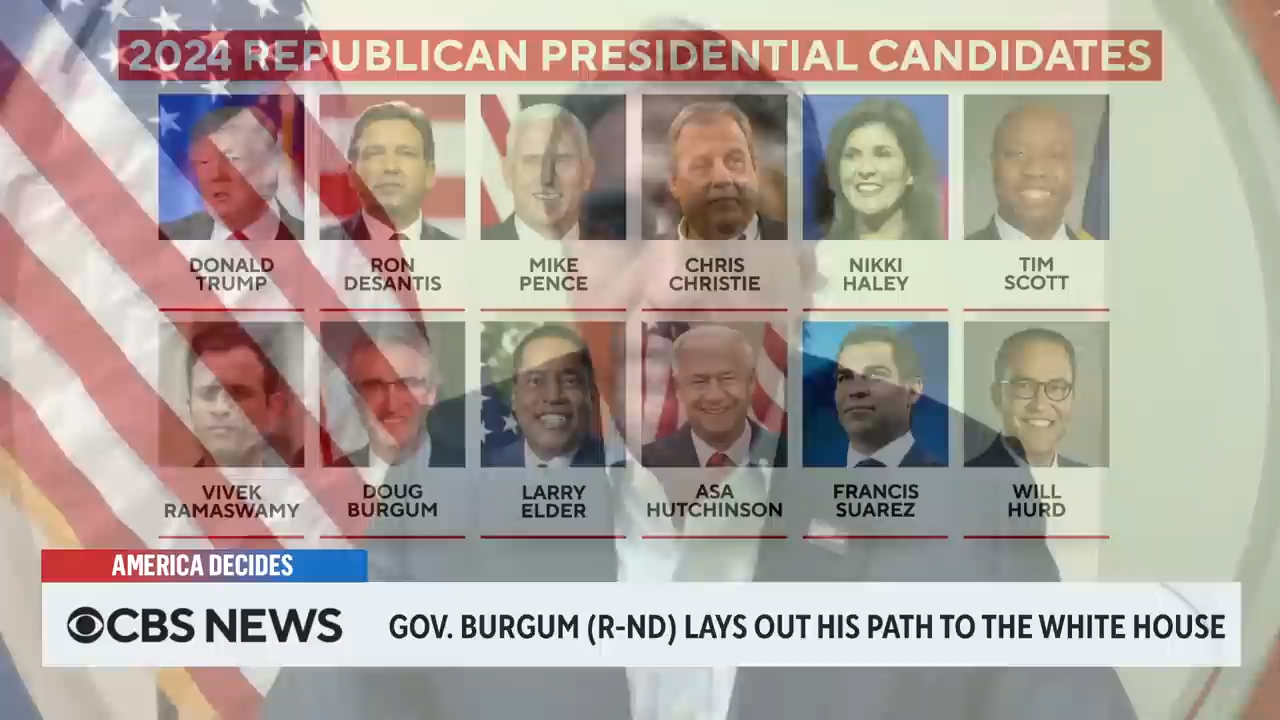 2024 REPUBLICAN PRESIDENTIAL CANDIDATES
DONALD
TRUMP
RON
DESANTIS
MIKE
PENCE
CHRIS
CHRISTIE
NIKKI
HALEY
TIM
SCOTT
VIVEK
RAMASWAMY
DOUG
BURGUM
LARRY
ELDER
ASA
HUTCHINSON
FRANCIS
SUAREZ
WILL
HURD
AMERICA DECIDES
CBS NEWS
GOV. BURGUM (R-ND) LAYS OUT HIS PATH TO THE WHITE HOUSE